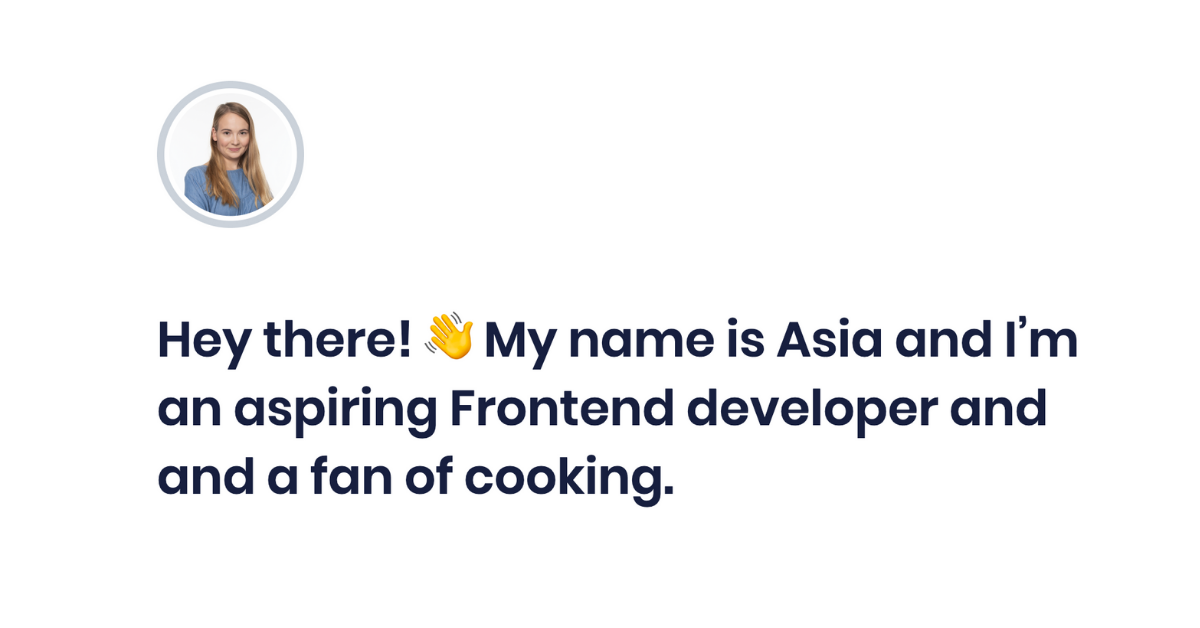 Hey there! 👋 My name is Asia and I’m
an aspiring Frontend developer and
and a fan of cooking.